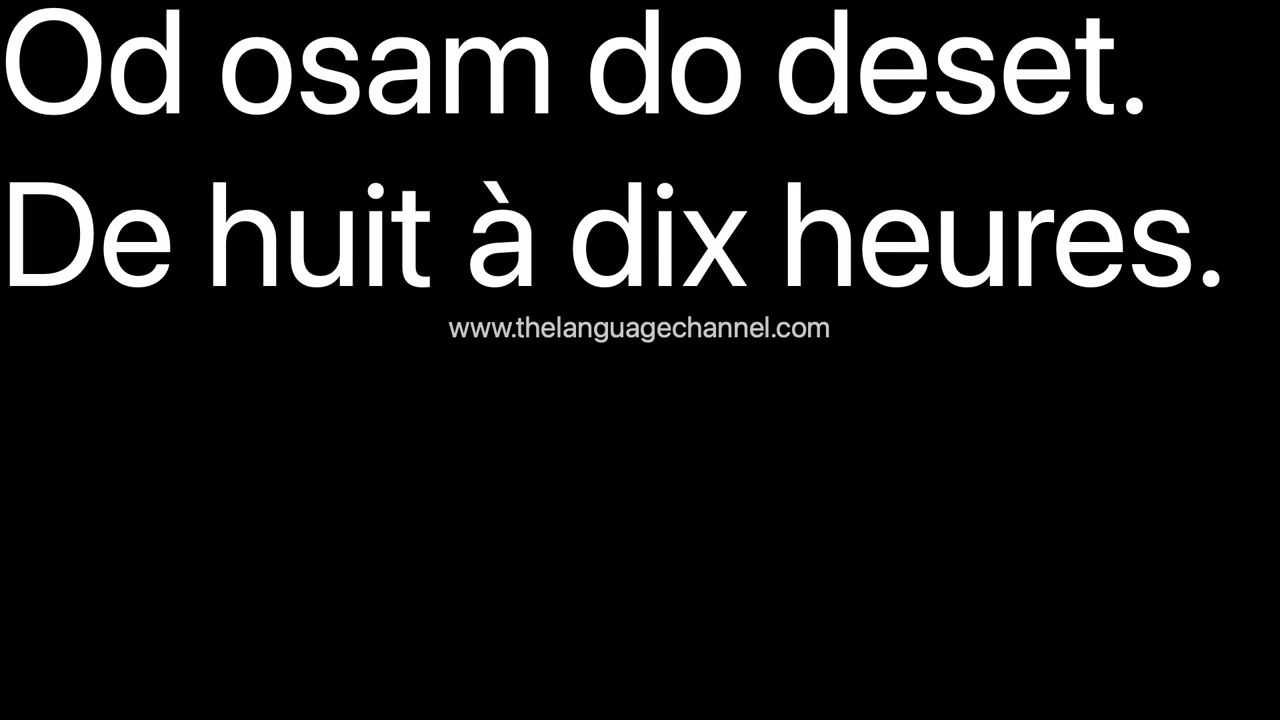 Od osam do deset.
De huit à dix heures.
www.thelanguagechannel.com